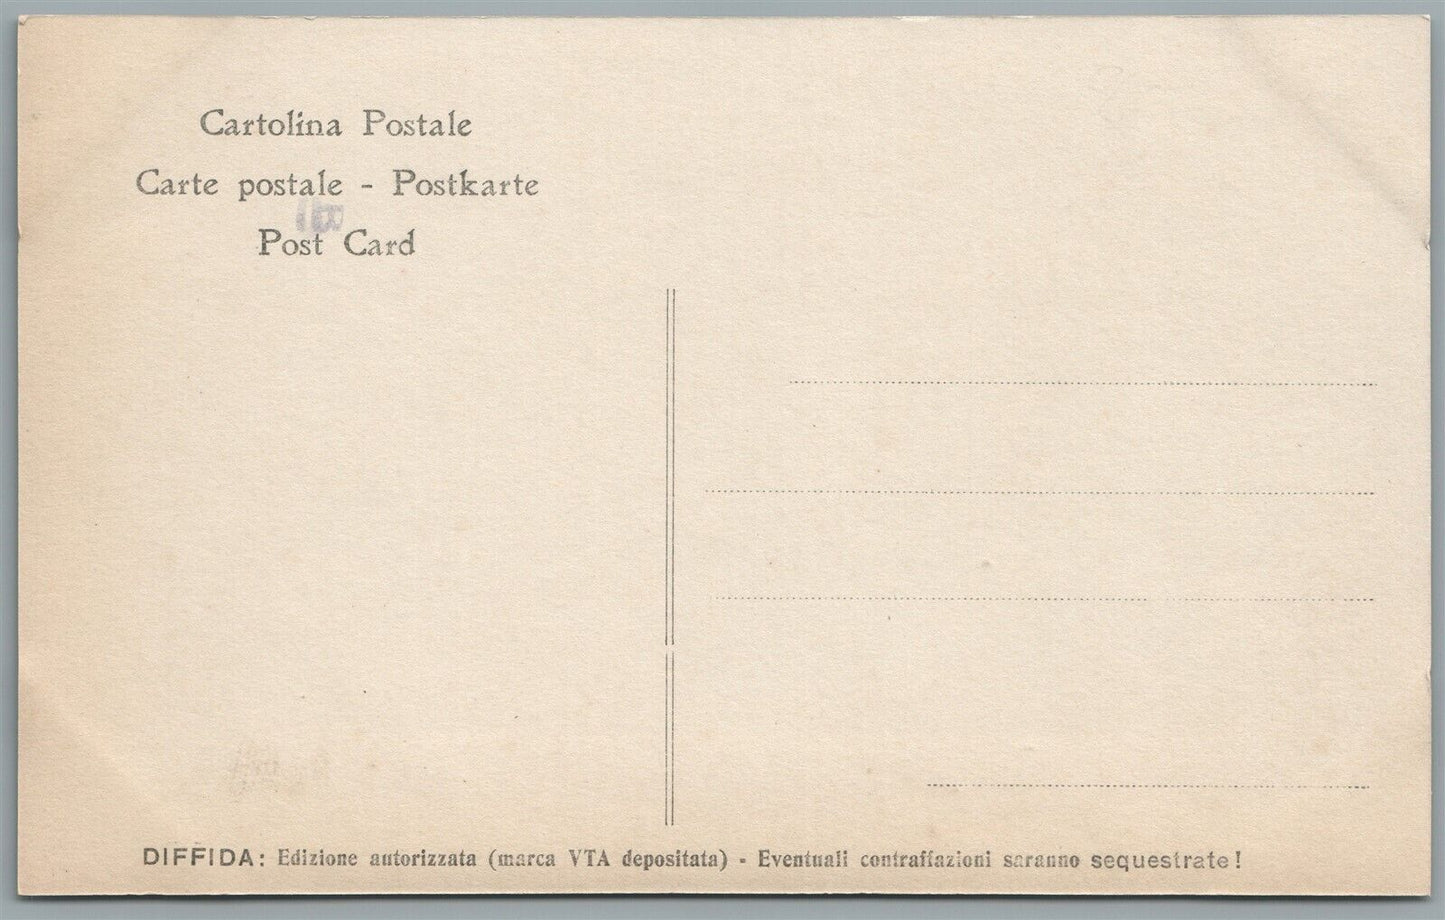 Cartolina Postale
Carte postale - Postkarte
Post Card
DIFFIDA: Edizione autorizzata (marca VTA depositata) - Eventuali contraffazioni saranno sequestrate!